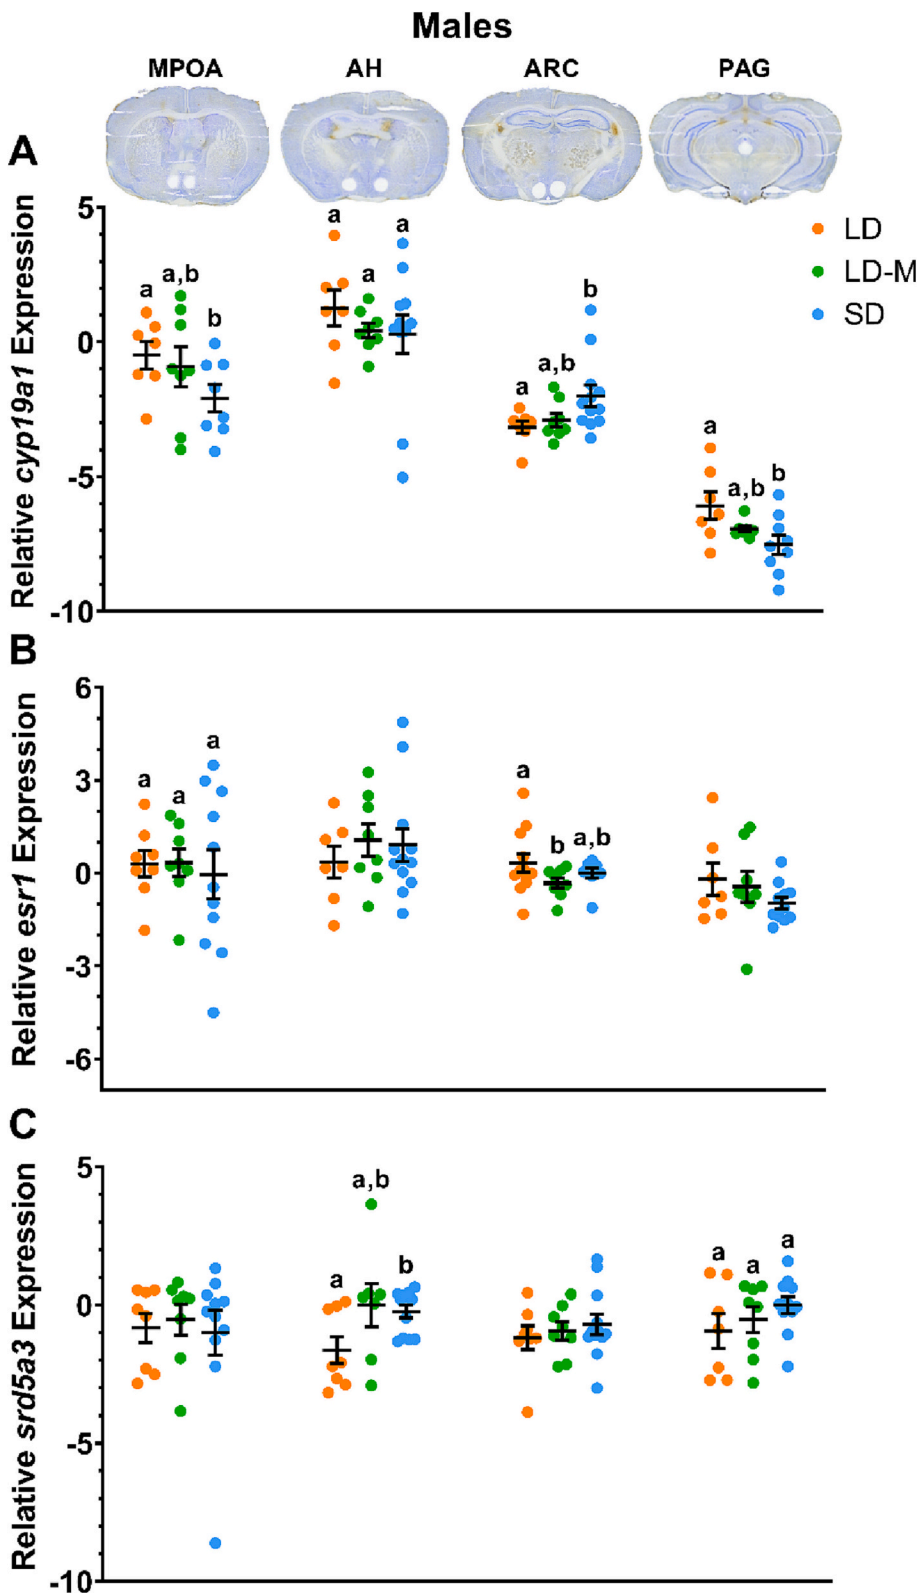 Males
MPOA AH ARC PAG
A
Relative cyp19a1 Expression
5
0
-5
-10
a a,b b
a a a
a a,b b
a a,b b
LD
LD-M
SD
B
Relative esr1 Expression
6
3
0
-3
-6
a a a
a b a,b
C
Relative srd5a3 Expression
5
0
-5
-10
a a,b b
a a a